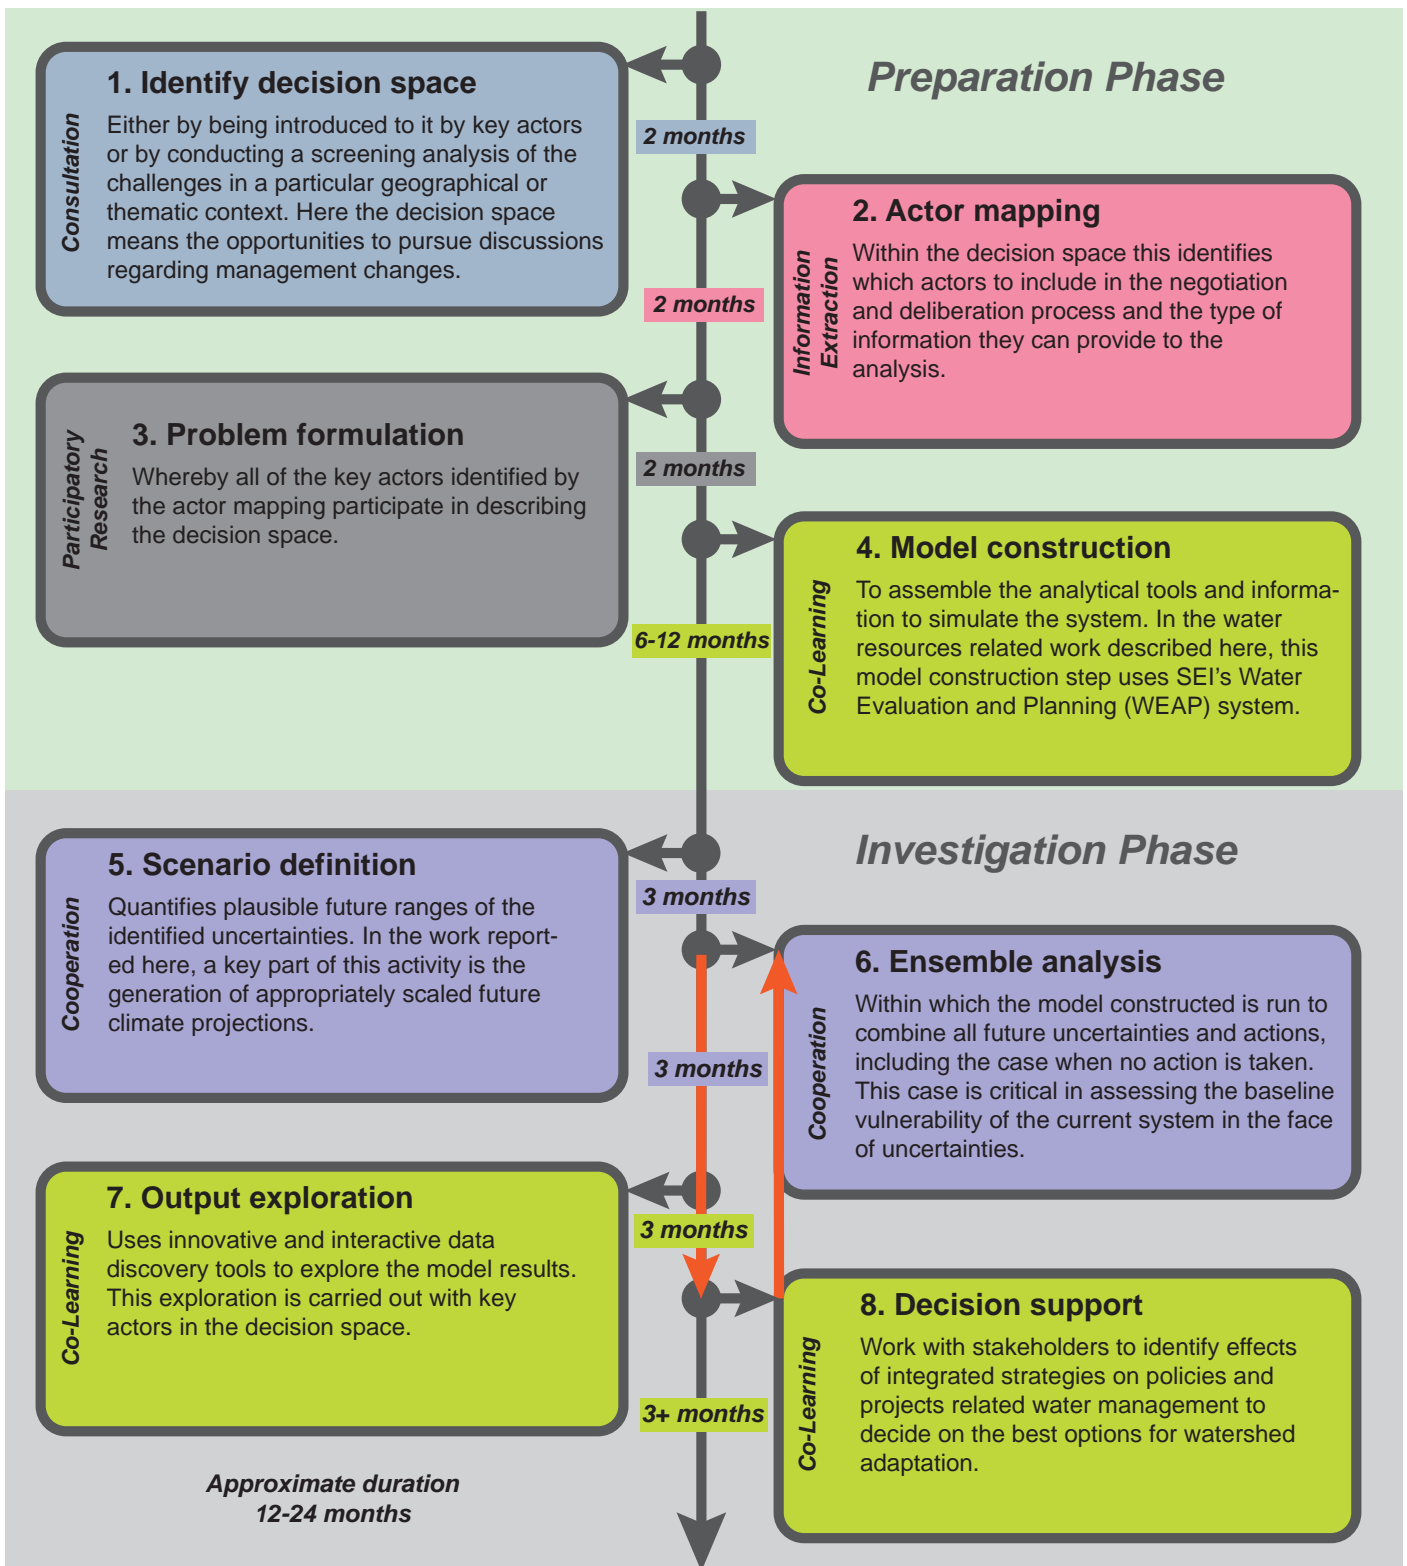 Preparation Phase
1. Identify decision space
Consultation
Either by being introduced to it by key actors
or by conducting a screening analysis of the
challenges in a particular geographical or
thematic context. Here the decision space
means the opportunities to pursue discussions
regarding management changes.
2 months
2. Actor mapping
Information
Extraction
Within the decision space this identifies
which actors to include in the negotiation
and deliberation process and the type of
information they can provide to the
analysis.
2 months
3. Problem formulation
Participatory
Research
Whereby all of the key actors identified by
the actor mapping participate in describing
the decision space.
2 months
4. Model construction
Co-Learning
To assemble the analytical tools and informa-
tion to simulate the system. In the water
resources related work described here, this
model construction step uses SEI's Water
Evaluation and Planning (WEAP) system.
6-12 months
Investigation Phase
5. Scenario definition
Cooperation
Quantifies plausible future ranges of the
identified uncertainties. In the work report-
ed here, a key part of this activity is the
generation of appropriately scaled future
climate projections.
3 months
6. Ensemble analysis
Cooperation
Within which the model constructed is run to
combine all future uncertainties and actions,
including the case when no action is taken.
This case is critical in assessing the baseline
vulnerability of the current system in the face
of uncertainties.
3 months
7. Output exploration
Co-Learning
Uses innovative and interactive data
discovery tools to explore the model results.
This exploration is carried out with key
actors in the decision space.
3 months
8. Decision support
Co-Learning
Work with stakeholders to identify effects
of integrated strategies on policies and
projects related water management to
decide on the best options for watershed
adaptation.
3+ months
Approximate duration
12-24 months